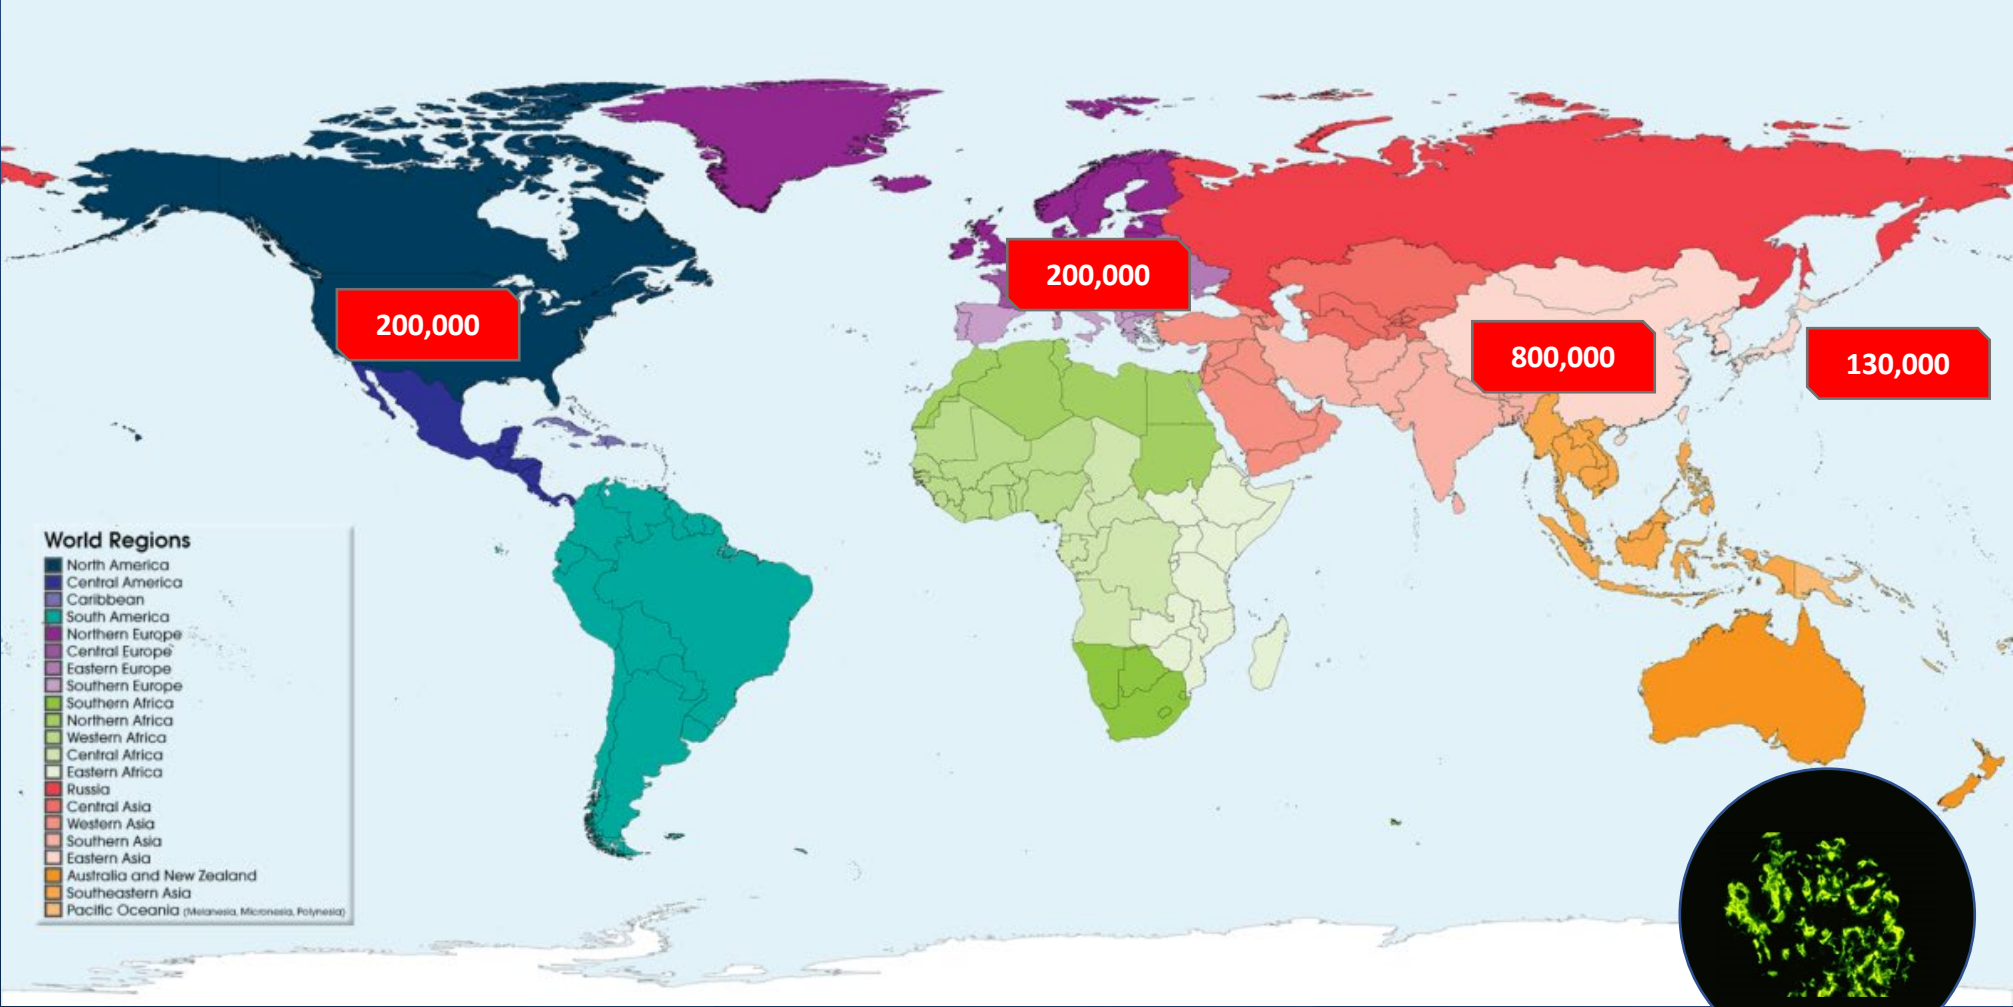 200,000
200,000
800,000
130,000
World Regions
North America
Central America
Caribbean
South America
Northern Europe
Central Europe
Eastern Europe
Southern Europe
Southern Africa
Northern Africa
Western Africa
Central Africa
Eastern Africa
Russia
Central Asia
Western Asia
Southern Asia
Eastern Asia
Australia and New Zealand
Southeastern Asia
Pacific Oceania (Melanesia, Micronesia, Polynesia)